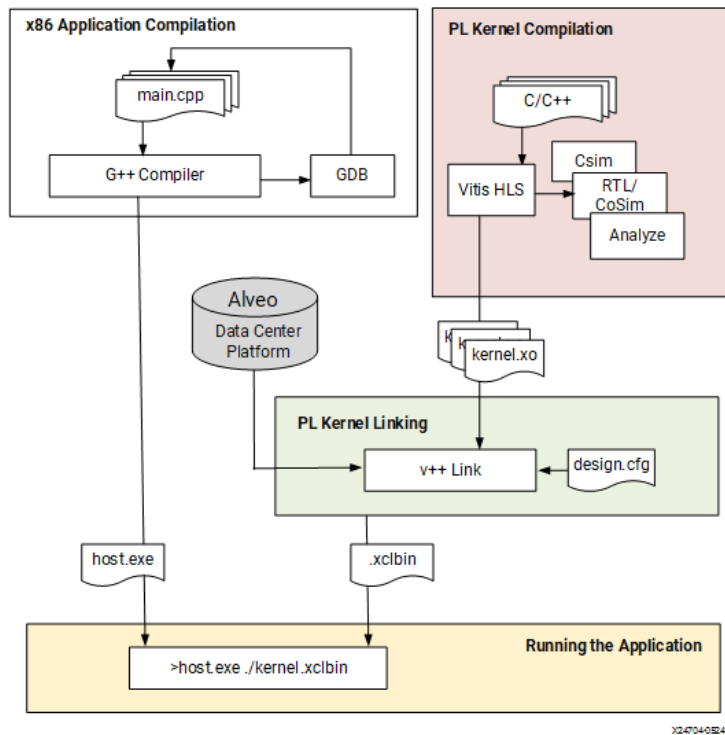 x86 Application Compilation
main.cpp
G++ Compiler
GDB
PL Kernel Compilation
C/C++
Vitis HLS
Csim
RTL/
CoSim
Analyze
Alveo
Data Center
Platform
kernel.xo
PL Kernel Linking
v++ Link
design.cfg
host.exe
.xclbin
Running the Application
>host.exe ./kernel.xclbin